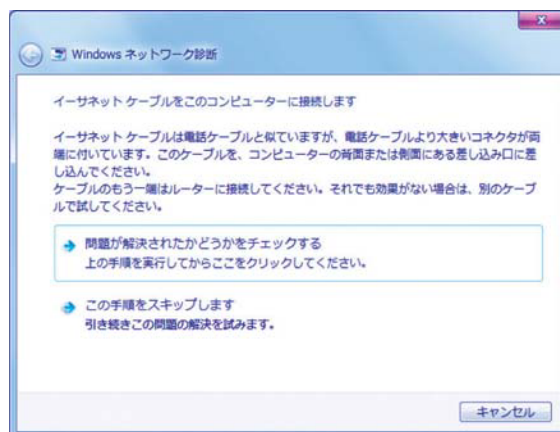 Windows ネットワーク診断
イーサネット ケーブルをこのコンピューターに接続します
イーサネット ケーブルは電話ケーブルと似ていますが、電話ケーブルより大きいコネクタが両
端に付いています。このケーブルを、コンピューターの背面または側面にある差し込み口に差
し込んでください。
ケーブルのもう一端はルーターに接続してください。それでも効果がない場合は、別のケーブ
ルで試してください。
問題が解決されたかどうかをチェックする
上の手順を実行してからここをクリックしてください。
この手順をスキップします
引き続きこの問題の解決を試みます。
キャンセル